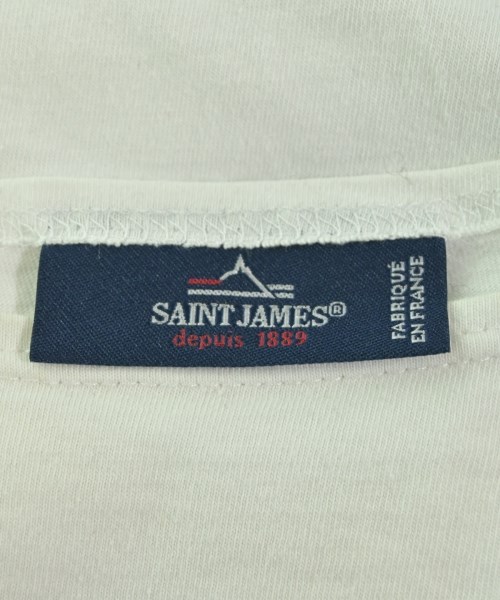 SAINT JAMES®
depuis 1889
FABRIQUÉ
EN FRANCE